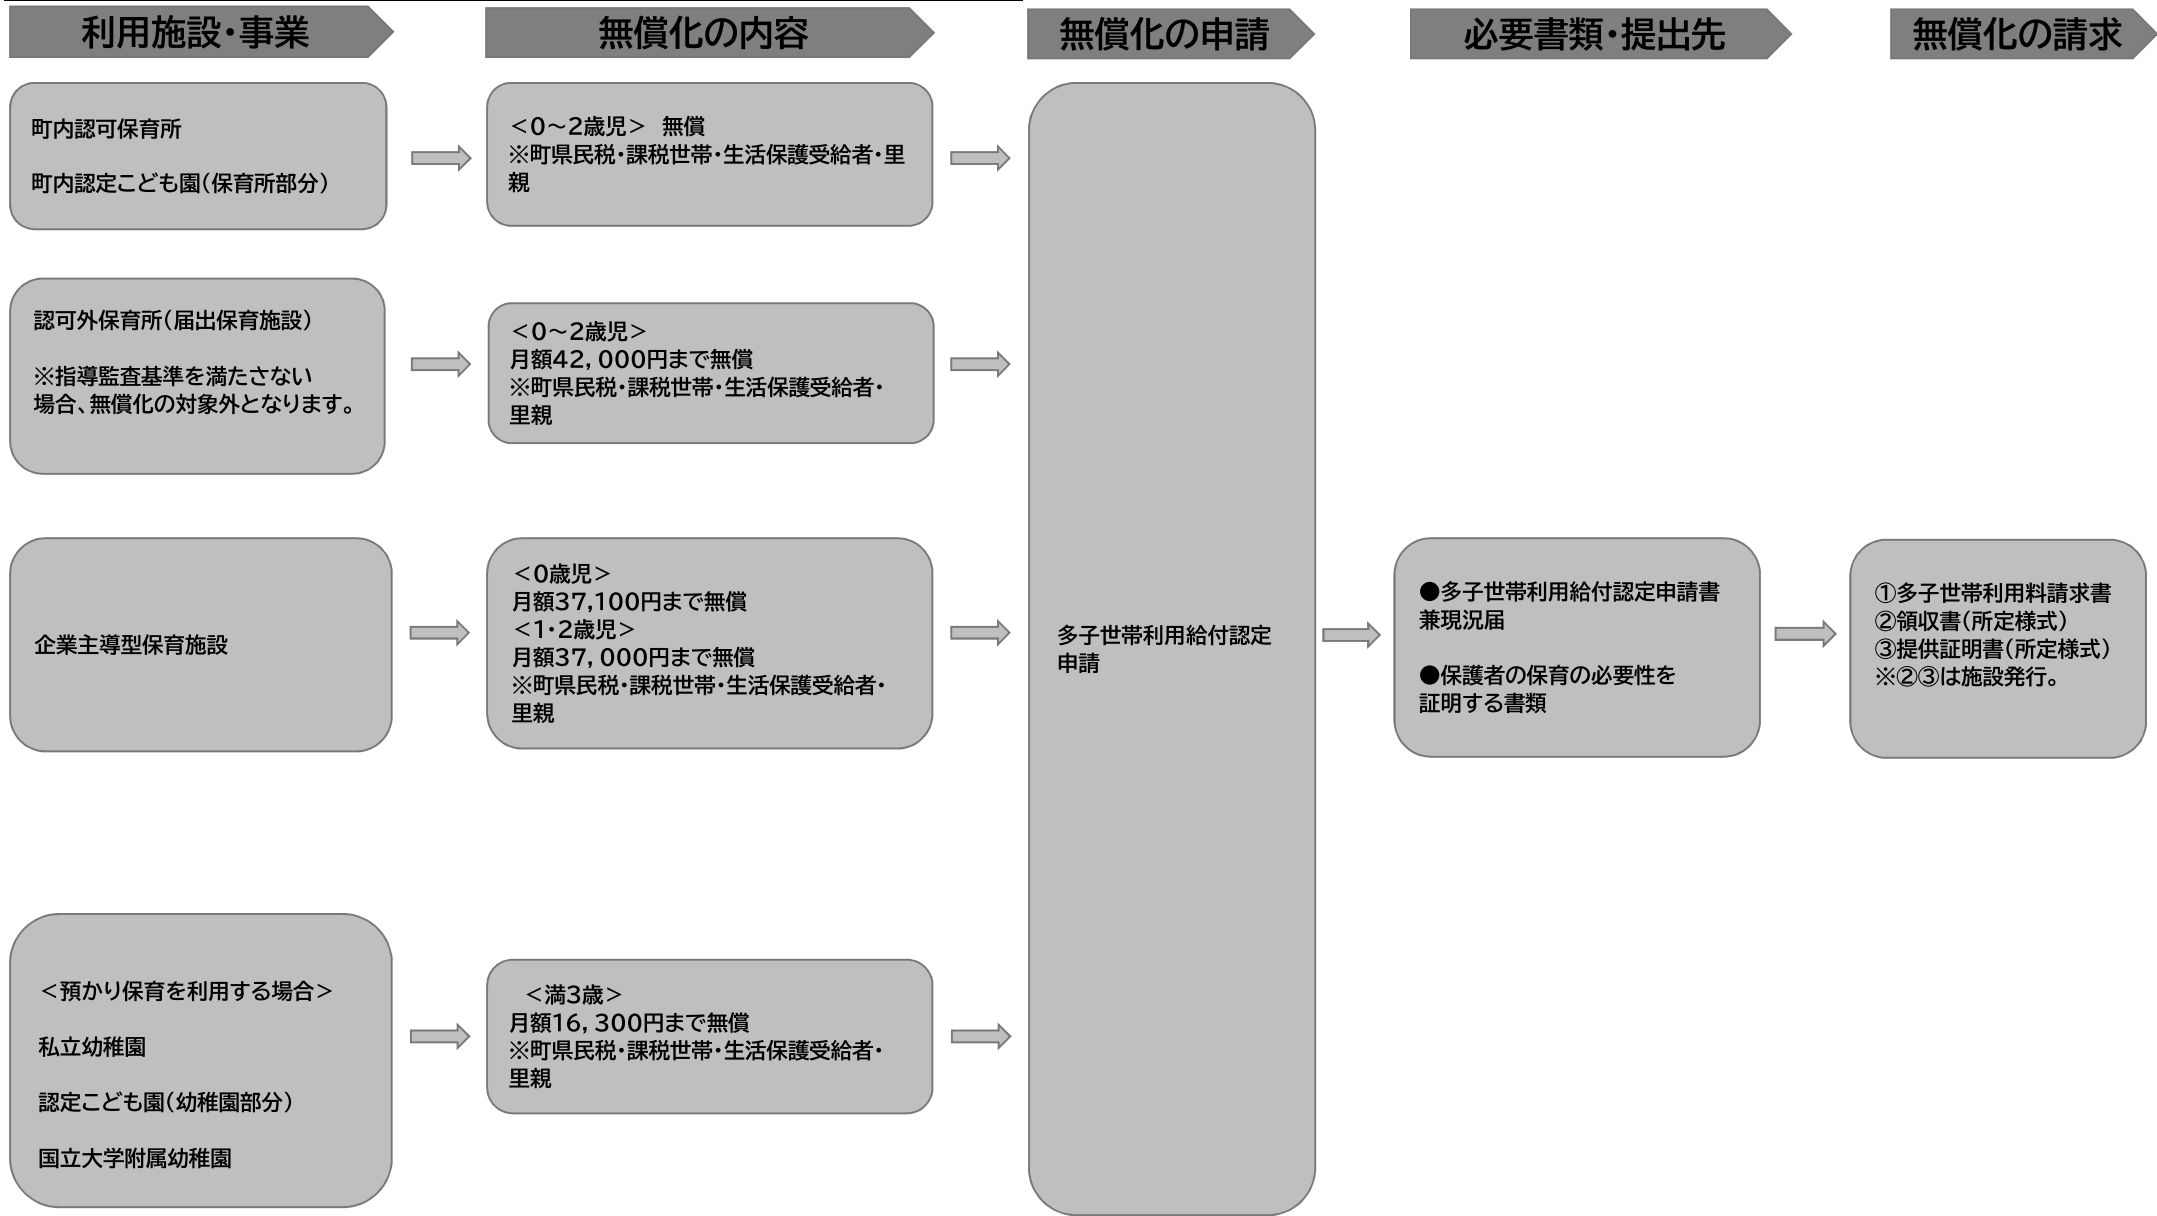 利用施設・事業
無償化の内容
無償化の申請
必要書類・提出先
無償化の請求
町内認可保育所
町内認定こども園(保育所部分)
<0~2歳児> 無償
※町県民税・課税世帯・生活保護受給者・里
親
認可外保育所(届出保育施設)
※指導監査基準を満たさない
場合、無償化の対象外となります。
<0~2歳児>
月額42，000円まで無償
※町県民税・課税世帯・生活保護受給者・
里親
企業主導型保育施設
<0歳児>
月額37,100円まで無償
<1・2歳児>
月額37，000円まで無償
※町県民税・課税世帯・生活保護受給者・
里親
<預かり保育を利用する場合>
私立幼稚園
認定こども園(幼稚園部分)
国立大学附属幼稚園
<満3歳>
月額16，300円まで無償
※町県民税・課税世帯・生活保護受給者・
里親
多子世帯利用給付認定
申請
●多子世帯利用給付認定申請書
兼現況届
●保護者の保育の必要性を
証明する書類
①多子世帯利用料請求書
②領収書(所定様式)
③提供証明書(所定様式)
※②③は施設発行。